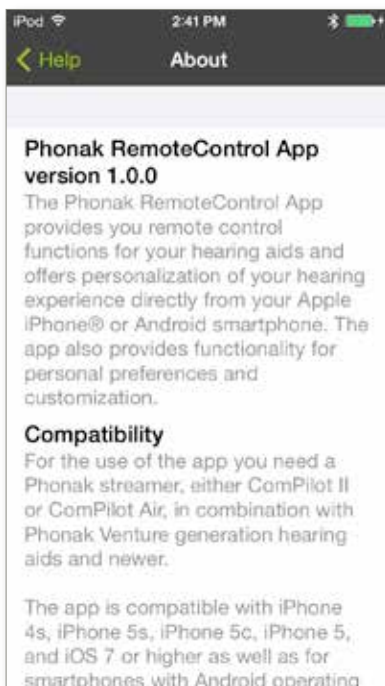 iPod 2:41 PM
Help About
Phonak RemoteControl App
version 1.0.0
The Phonak RemoteControl App
provides you remote control
functions for your hearing aids and
offers personalization of your hearing
experience directly from your Apple
iPhone® or Android smartphone. The
app also provides functionality for
personal preferences and
customization.
Compatibility
For the use of the app you need a
Phonak streamer, either ComPilot II
or ComPilot Air, in combination with
Phonak Venture generation hearing
aids and newer.
The app is compatible with iPhone
4s, iPhone 5s, iPhone 5c, iPhone 5,
and iOS 7 or higher as well as for
smartphones with Android operating